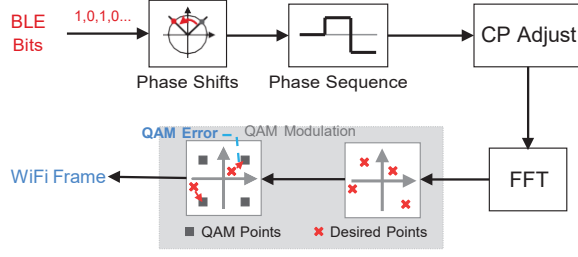 BLE
Bits
1,0,1,0...
Phase Shifts
Phase Sequence
CP Adjust
FFT
QAM Error
QAM Modulation
WiFi Frame
QAM Points
Desired Points